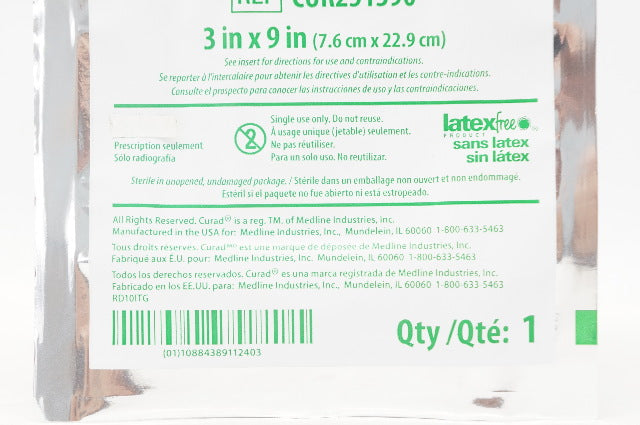 REF CUR251390
3 in x 9 in (7.6 cm x 22.9 cm)
See insert for directions for use and contraindications.
Se reporter à l'intercalaire pour obtenir les directives d'utilisation et les contre-indications.
Consulte el prospecto para conocer las instrucciones de uso y las contraindicaciones.
Prescription seulement
Sólo radiografía
2
Single use only. Do not reuse.
À usage unique (jetable) seulement.
Ne pas réutiliser.
Para un solo uso. No reutilizar.
latex free
PRODUCT
sans latex
sin látex
Sterile in unopened, undamaged package. / Stérile dans un emballage non ouvert et non endommagé.
Estéril si el paquete no fue abierto ni está estropeado.
All Rights Reserved. Curad® is a reg. TM. of Medline Industries, Inc.
Manufactured in the USA for: Medline Industries, Inc., Mundelein, IL 60060 1-800-633-5463
Tous droits réserves. Curad ᴹᴰ est une marque de déposée de Medline Industries, Inc.
Fabriqué aux É.U. pour: Medline Industries, Inc., Mundelein, IL 60060 1-800-633-5463
Todos los derechos reservados. Curad® es una marca registrada de Medline Industries, Inc.
Fabricado en los EE.UU. para: Medline Industries, Inc., Mundelein, IL 60060 1-800-633-5463
RD10ITG
(01)10884389112403
Qty /Qté: 1